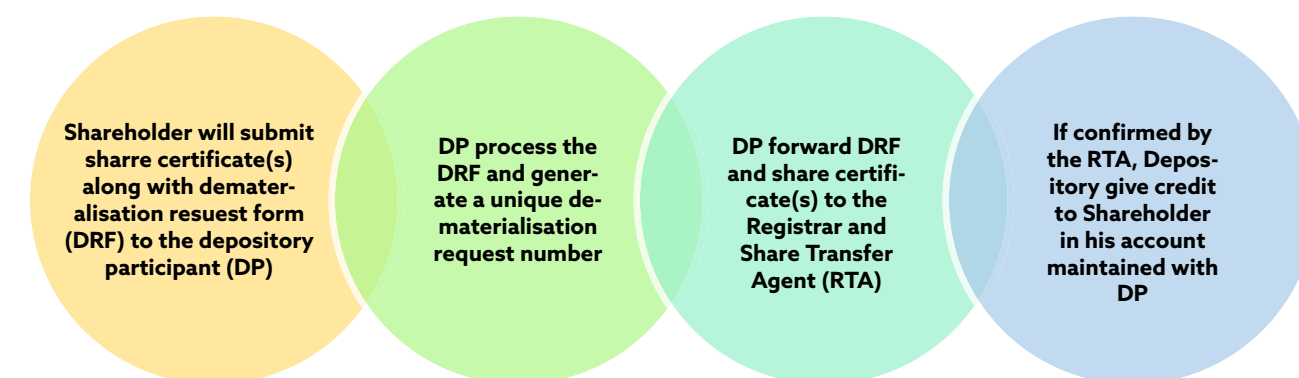 Shareholder will submit
sharre certificate(s)
along with demater-
alisation resuest form
(DRF) to the depository
participant (DP)
DP process the
DRF and gener-
ate a unique de-
materialisation
request number
DP forward DRF
and share certifi-
cate(s) to the
Registrar and
Share Transfer
Agent (RTA)
If confirmed by
the RTA, Depos-
itory give credit
to Shareholder
in his account
maintained with
DP